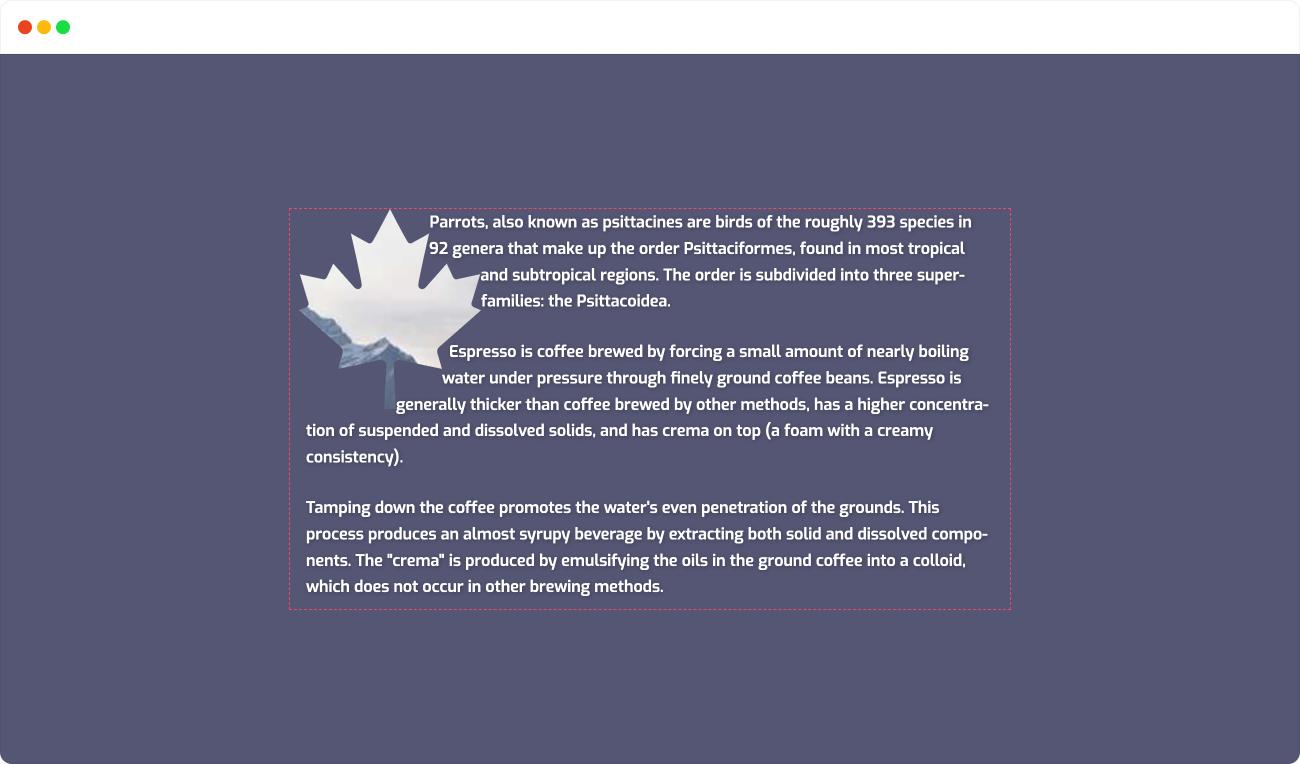 Parrots, also known as psittacines are birds of the roughly 393 species in
92 genera that make up the order Psittaciformes, found in most tropical
and subtropical regions. The order is subdivided into three super-
families: the Psittacoidea.
Espresso is coffee brewed by forcing a small amount of nearly boiling
water under pressure through finely ground coffee beans. Espresso is
generally thicker than coffee brewed by other methods, has a higher concentra-
tion of suspended and dissolved solids, and has crema on top (a foam with a creamy
consistency).
Tamping down the coffee promotes the water's even penetration of the grounds. This
process produces an almost syrupy beverage by extracting both solid and dissolved compo-
nents. The "crema" is produced by emulsifying the oils in the ground coffee into a colloid,
which does not occur in other brewing methods.